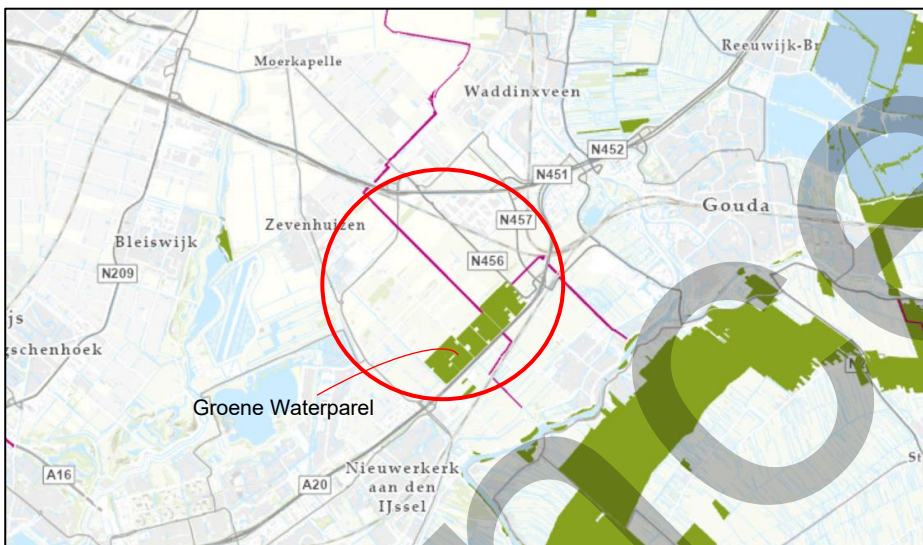 Moerkapelle
Reeuwijk-Br
Waddinxveen
N452
N451
Gouda
N457
Zevenhuizen
Bleiswijk
N456
N209
js
gschenhoek
Groene Waterparel
A16
A20
Nieuwerkerk
aan den
IJssel
St